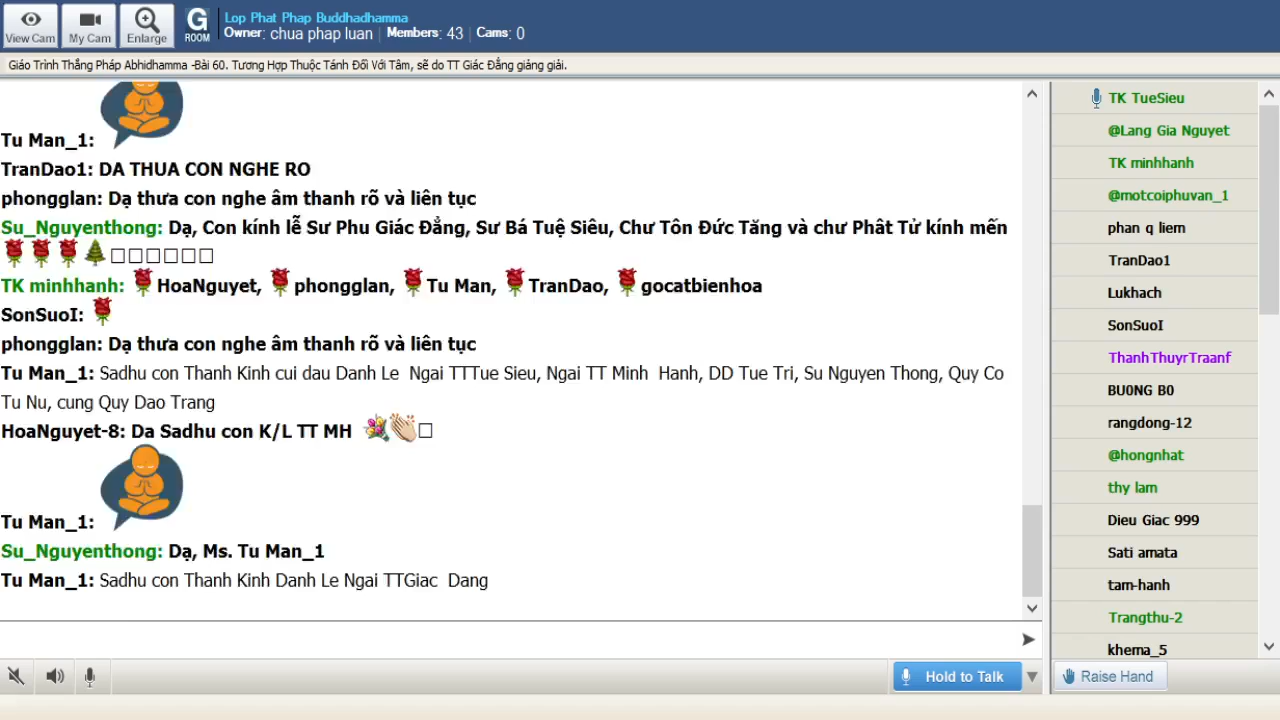 View Cam
My Cam
Enlarge
G
ROOM
Lop Phat Phap Buddhadhamma
Owner: chua phap luan | Members: 43 | Cams: 0
Giáo Trình Thắng Pháp Abhidhamma -Bài 60. Tương Hợp Thuộc Tánh Đối Với Tâm, sẽ do TT Giác Đẳng giảng giải.
Tu Man_1:
TranDao1: DA THUA CON NGHE RO
phongglan: Dạ thưa con nghe âm thanh rõ và liên tục
Su_Nguyenthong: Dạ, Con kính lễ Sư Phu Giác Đẳng, Sư Bá Tuệ Siêu, Chư Tôn Đức Tăng và chư Phât Tử kính mến
TK minhhanh: HoaNguyet, phongglan, Tu Man, TranDao, gocatbienhoa
SonSuoI:
phongglan: Dạ thưa con nghe âm thanh rõ và liên tục
Tu Man_1: Sadhu con Thanh Kinh cui dau Danh Le  Ngai TTTue Sieu, Ngai TT Minh  Hanh, DD Tue Tri, Su Nguyen Thong, Quy Co
Tu Nu, cung Quy Dao Trang
HoaNguyet-8: Da Sadhu con K/L TT MH
Tu Man_1:
Su_Nguyenthong: Dạ, Ms. Tu Man_1
Tu Man_1: Sadhu con Thanh Kinh Danh Le Ngai TTGiac  Dang
Hold to Talk
TK TueSieu
@Lang Gia Nguyet
TK minhhanh
@motcoiphuvan_1
phan q liem
TranDao1
Lukhach
SonSuoI
ThanhThuyrTraanf
BU0NG B0
rangdong-12
@hongnhat
thy lam
Dieu Giac 999
Sati amata
tam-hanh
Trangthu-2
khema_5
Raise Hand